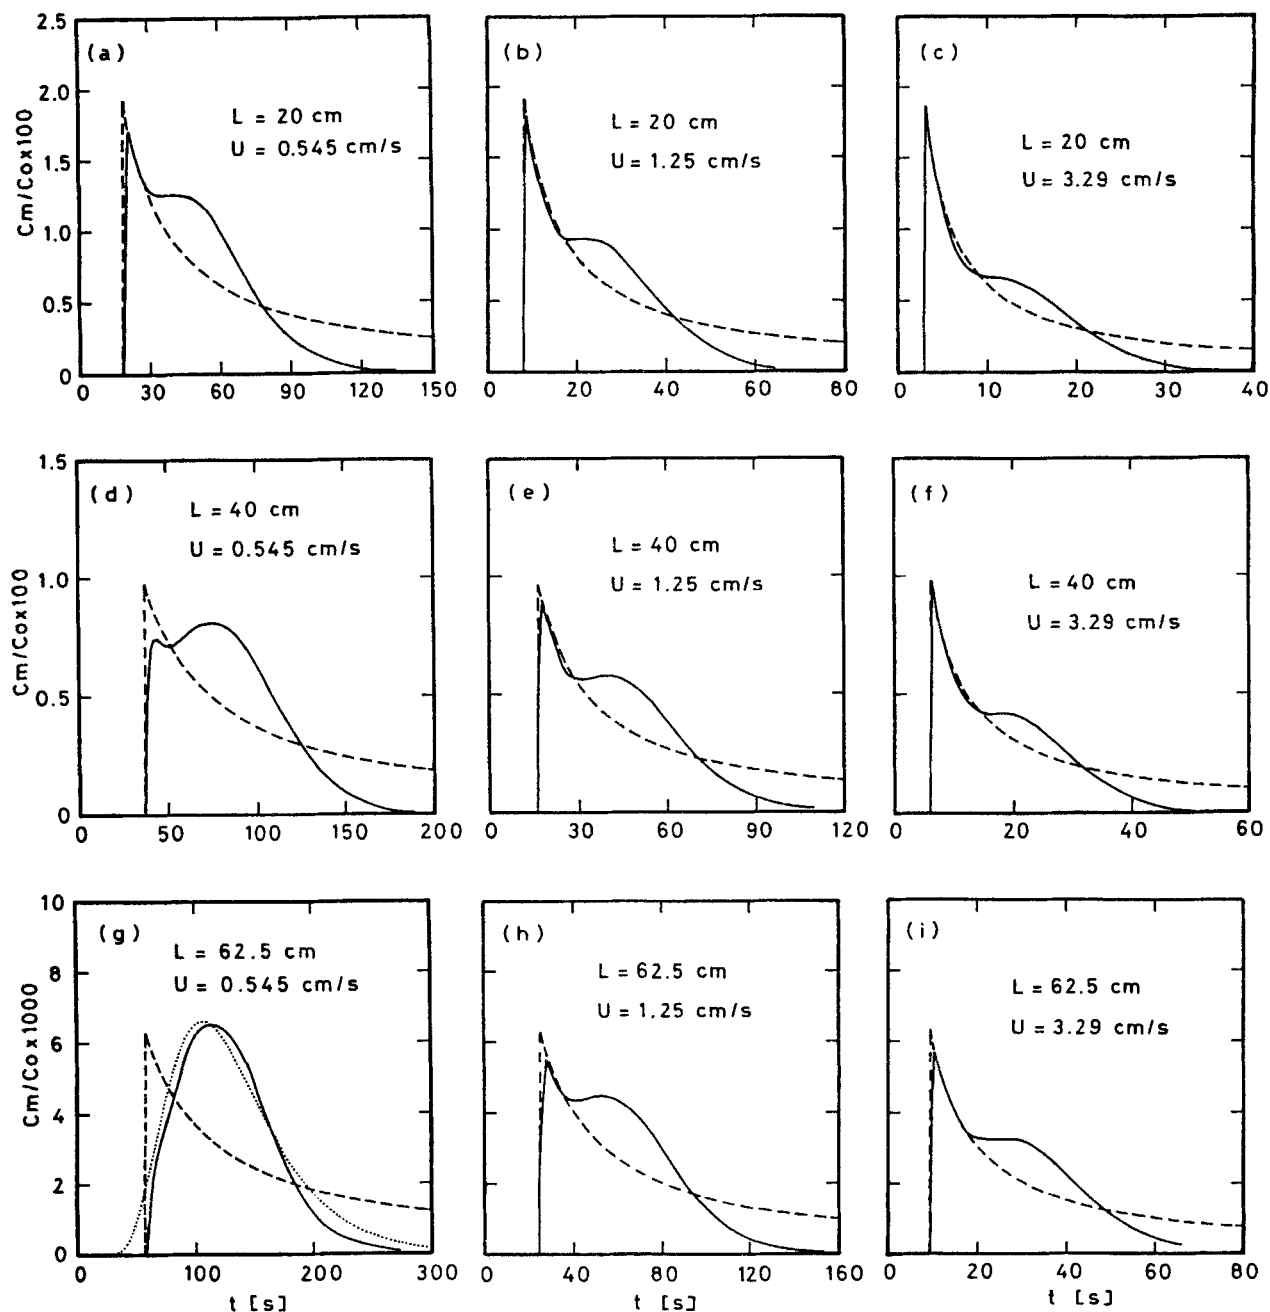 2.5
2.0
1.5
1.0
0.5
0
Cm/Cox100
(a)
L = 20 cm
U = 0.545 cm/s
0 30 60 90 120 150
(b)
L = 20 cm
U = 1.25 cm/s
0 20 40 60 80
(c)
L = 20 cm
U = 3.29 cm/s
0 10 20 30 40
1.5
1.0
0.5
0
Cm/Cox100
(d)
L = 40 cm
U = 0.545 cm/s
0 50 100 150 200
(e)
L = 40 cm
U = 1.25 cm/s
0 30 60 90 120
(f)
L = 40 cm
U = 3.29 cm/s
0 20 40 60
10
8
6
4
2
0
Cm/Cox1000
(g)
L = 62.5 cm
U = 0.545 cm/s
0 100 200 300
t [s]
(h)
L = 62.5 cm
U = 1.25 cm/s
0 40 80 120 160
t [s]
(i)
L = 62.5 cm
U = 3.29 cm/s
0 20 40 60 80
t [s]